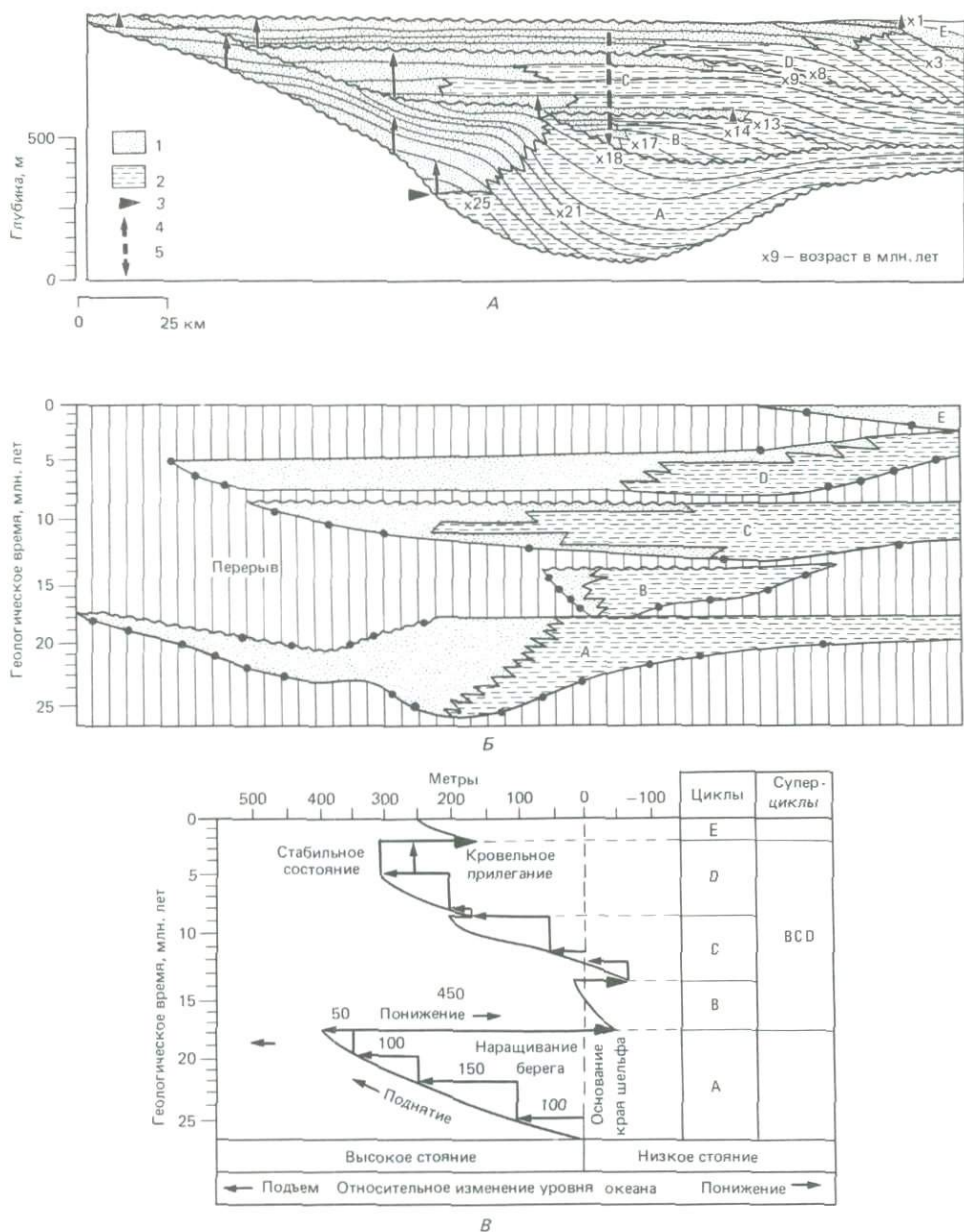 x1
E
x3
D
x8
x9
C
x13
x14
B
x17
x18
x21
x25
A
500
Глубина, м
0
1
2
3
4
5
x9 — возраст в млн. лет
0 25 км
А
Геологическое время, млн. лет
0
5
10
15
20
25
E
D
C
B
A
Перерыв
Б
Метры
500 400 300 200 100 0 -100
Циклы
Супер-
циклы
Геологическое время, млн. лет
0
5
10
15
20
25
Стабильное
состояние
Кровельное
прилегание
450
Понижение
50
100
Наращивание
берега
150
100
Поднятие
Основание
края шельфа
E
D
C
B
A
BCD
Высокое стояние Низкое стояние
Подъем Относительное изменение уровня океана Понижение
В